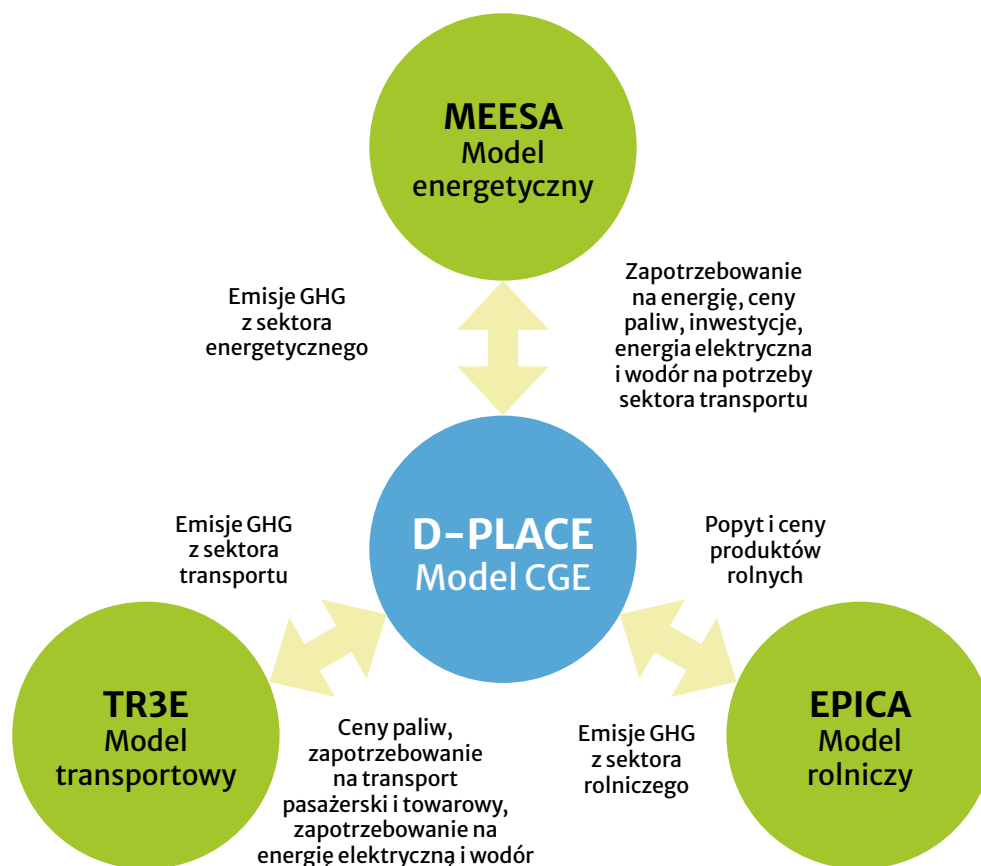 MEESA
Model
energetyczny
Emisje GHG
z sektora
energetycznego
Zapotrzebowanie
na energię, ceny
paliw, inwestycje,
energia elektryczna
i wodór na potrzeby
sektora transportu
Emisje GHG
z sektora
transportu
D-PLACE
Model CGE
Popyt i ceny
produktów
rolnych
TR3E
Model
transportowy
Ceny paliw,
zapotrzebowanie
na transport
pasażerski i towarowy,
zapotrzebowanie na
energię elektryczną i wodór
Emisje GHG
z sektora
rolniczego
EPICA
Model
rolniczy